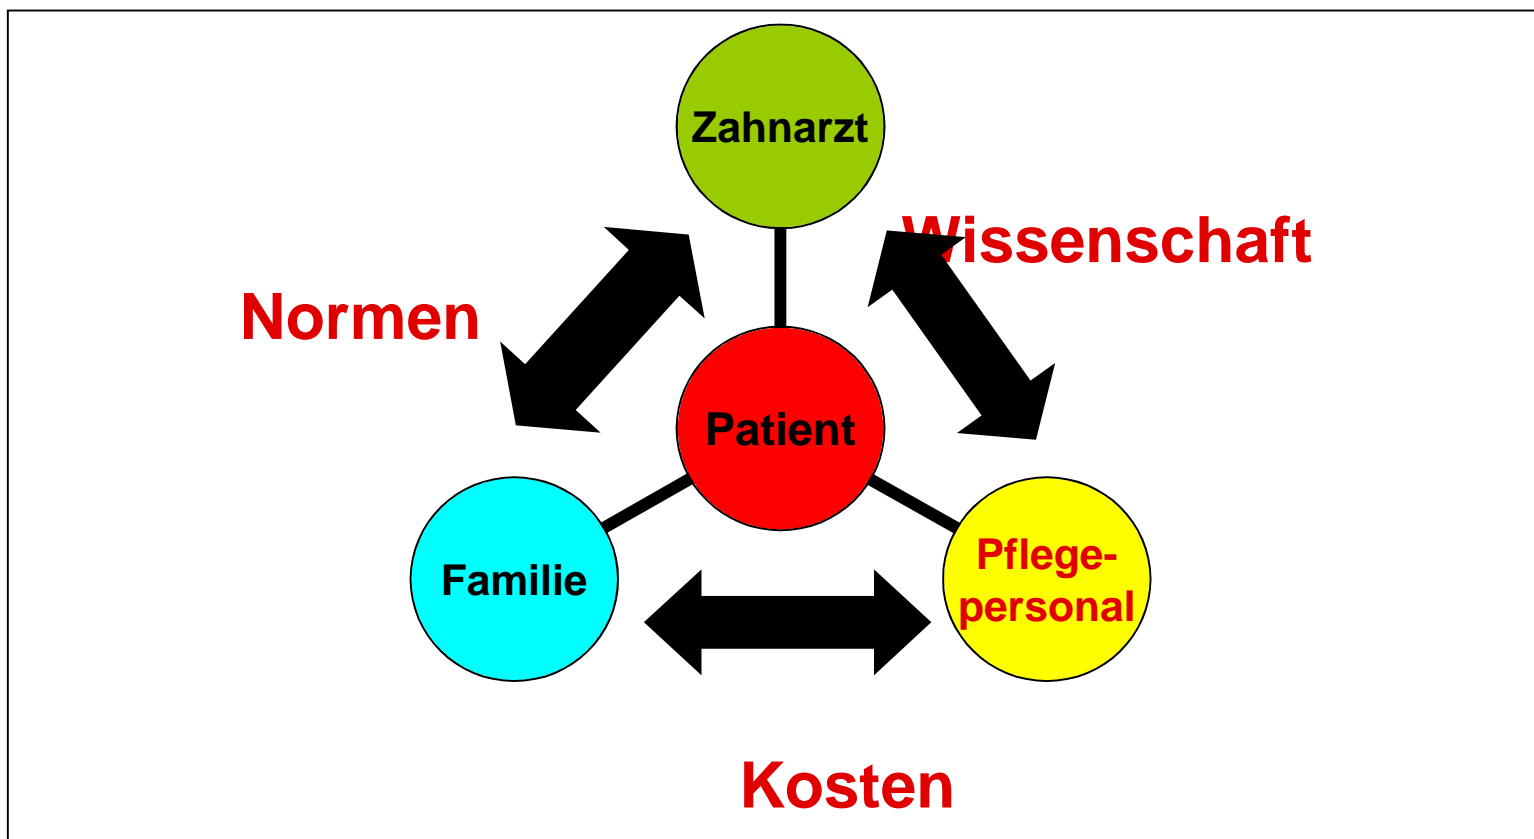 Zahnarzt
Wissenschaft
Normen
Patient
Familie
Pflege-
personal
Kosten